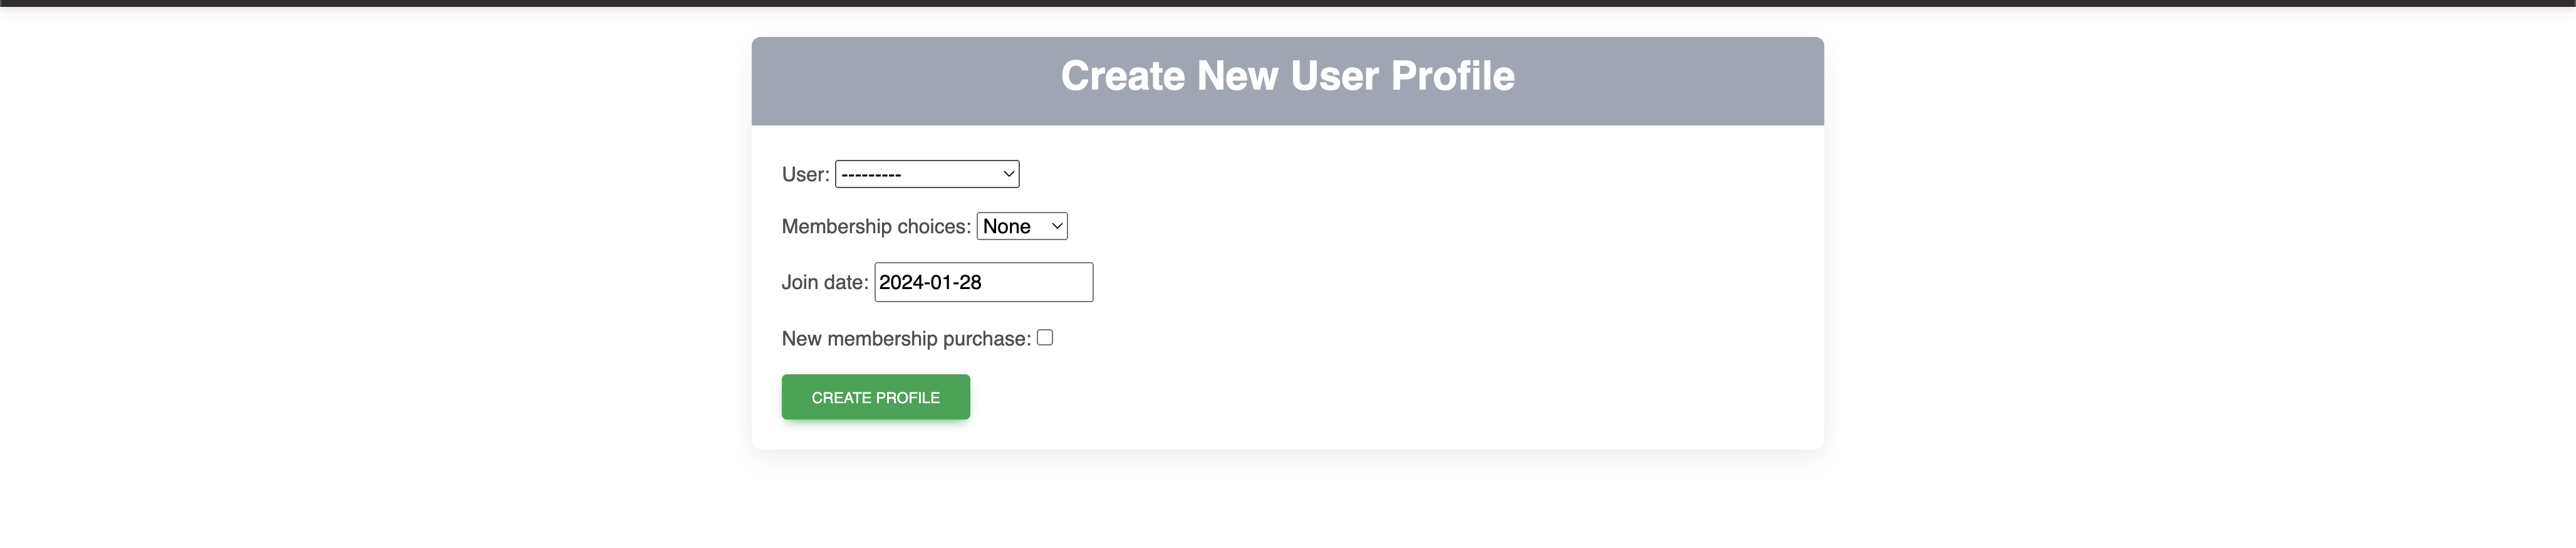 Create New User Profile
User: ---------
Membership choices: None
Join date: 2024-01-28
New membership purchase:
CREATE PROFILE